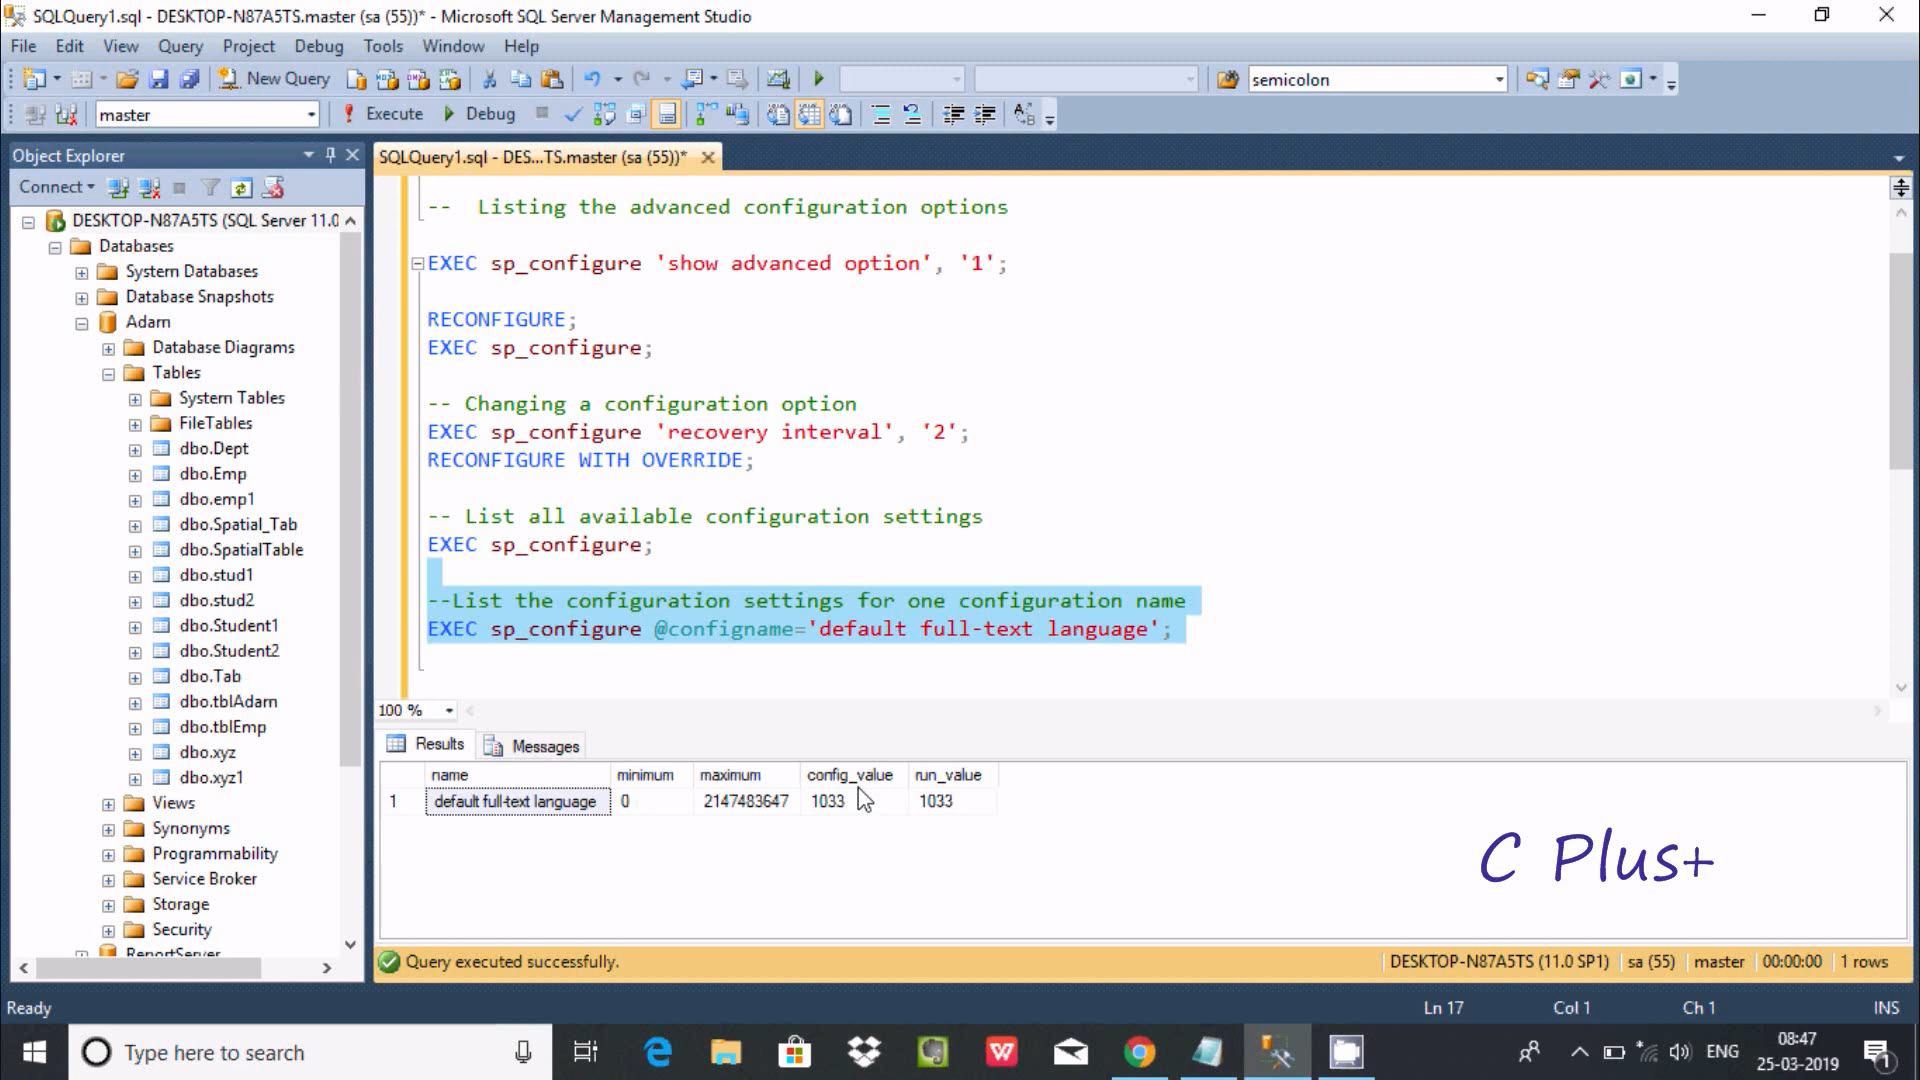 SQLQuery1.sql - DESKTOP-N87A5TS.master (sa (55))* - Microsoft SQL Server Management Studio
File Edit View Query Project Debug Tools Window Help
New Query semicolon
master Execute Debug
Object Explorer
SQLQuery1.sql - DES...TS.master (sa (55))*
Connect
DESKTOP-N87A5TS (SQL Server 11.0
Databases
System Databases
Database Snapshots
Adam
Database Diagrams
Tables
System Tables
FileTables
dbo.Dept
dbo.Emp
dbo.emp1
dbo.Spatial_Tab
dbo.SpatialTable
dbo.stud1
dbo.stud2
dbo.Student1
dbo.Student2
dbo.Tab
dbo.tblAdam
dbo.tblEmp
dbo.xyz
dbo.xyz1
Views
Synonyms
Programmability
Service Broker
Storage
Security
ReportServer
-- Listing the advanced configuration options
EXEC sp_configure 'show advanced option', '1';
RECONFIGURE;
EXEC sp_configure;
-- Changing a configuration option
EXEC sp_configure 'recovery interval', '2';
RECONFIGURE WITH OVERRIDE;
-- List all available configuration settings
EXEC sp_configure;
--List the configuration settings for one configuration name
EXEC sp_configure @configname='default full-text language';
100 %
Results Messages
name minimum maximum config_value run_value
1 default full-text language 0 2147483647 1033 1033
C Plus+
Query executed successfully. DESKTOP-N87A5TS (11.0 SP1) sa (55) master 00:00:00 1 rows
Ready Ln 17 Col 1 Ch 1 INS
Type here to search ENG 08:47
25-03-2019 1